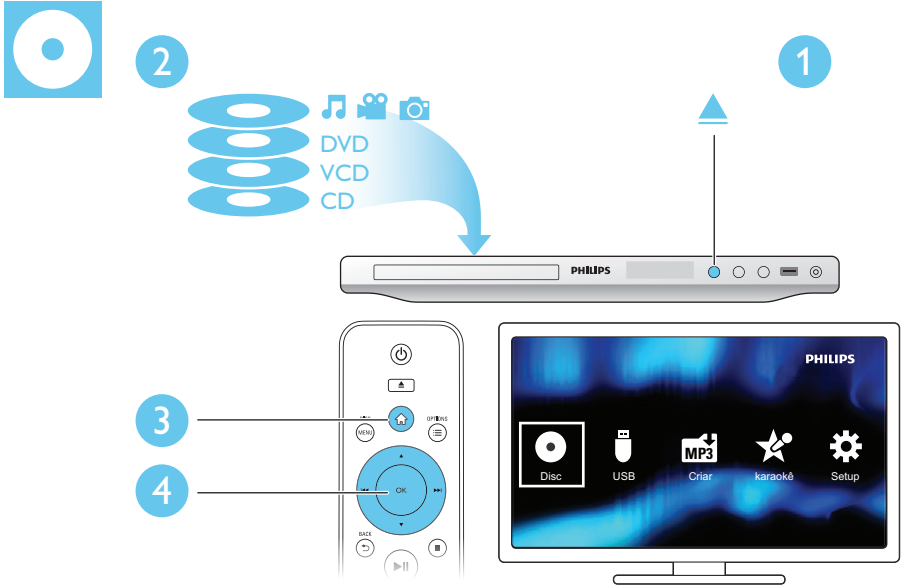 2
1
DVD
VCD
CD
PHILIPS
3
MENU
OPTIONS
4
OK
BACK
PHILIPS
Disc
USB
MP3
Criar
karaokê
Setup